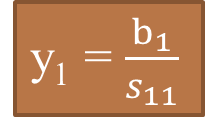 y₁ = b₁ / s₁₁